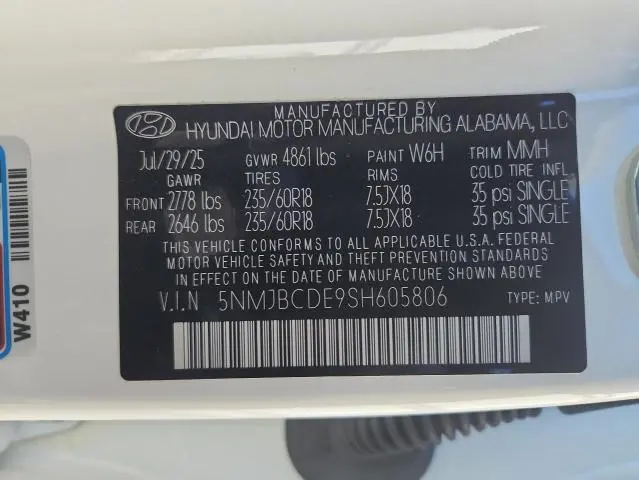 MANUFACTURED BY
HYUNDAI MOTOR MANUFACTURING ALABAMA, LLC
Jul/29/25 GVWR 4861 lbs PAINT W6H TRIM MMH
GAWR TIRES RIMS COLD TIRE INFL
FRONT 2778 lbs 235/60R18 7.5JX18 35 psi SINGLE
REAR 2646 lbs 235/60R18 7.5JX18 35 psi SINGLE
THIS VEHICLE CONFORMS TO ALL APPLICABLE U.S.A. FEDERAL
MOTOR VEHICLE SAFETY AND THEFT PREVENTION STANDARDS
IN EFFECT ON THE DATE OF MANUFACTURE SHOWN ABOVE
V.I.N 5NMJBCDE9SH605806 TYPE: M.PV
W410